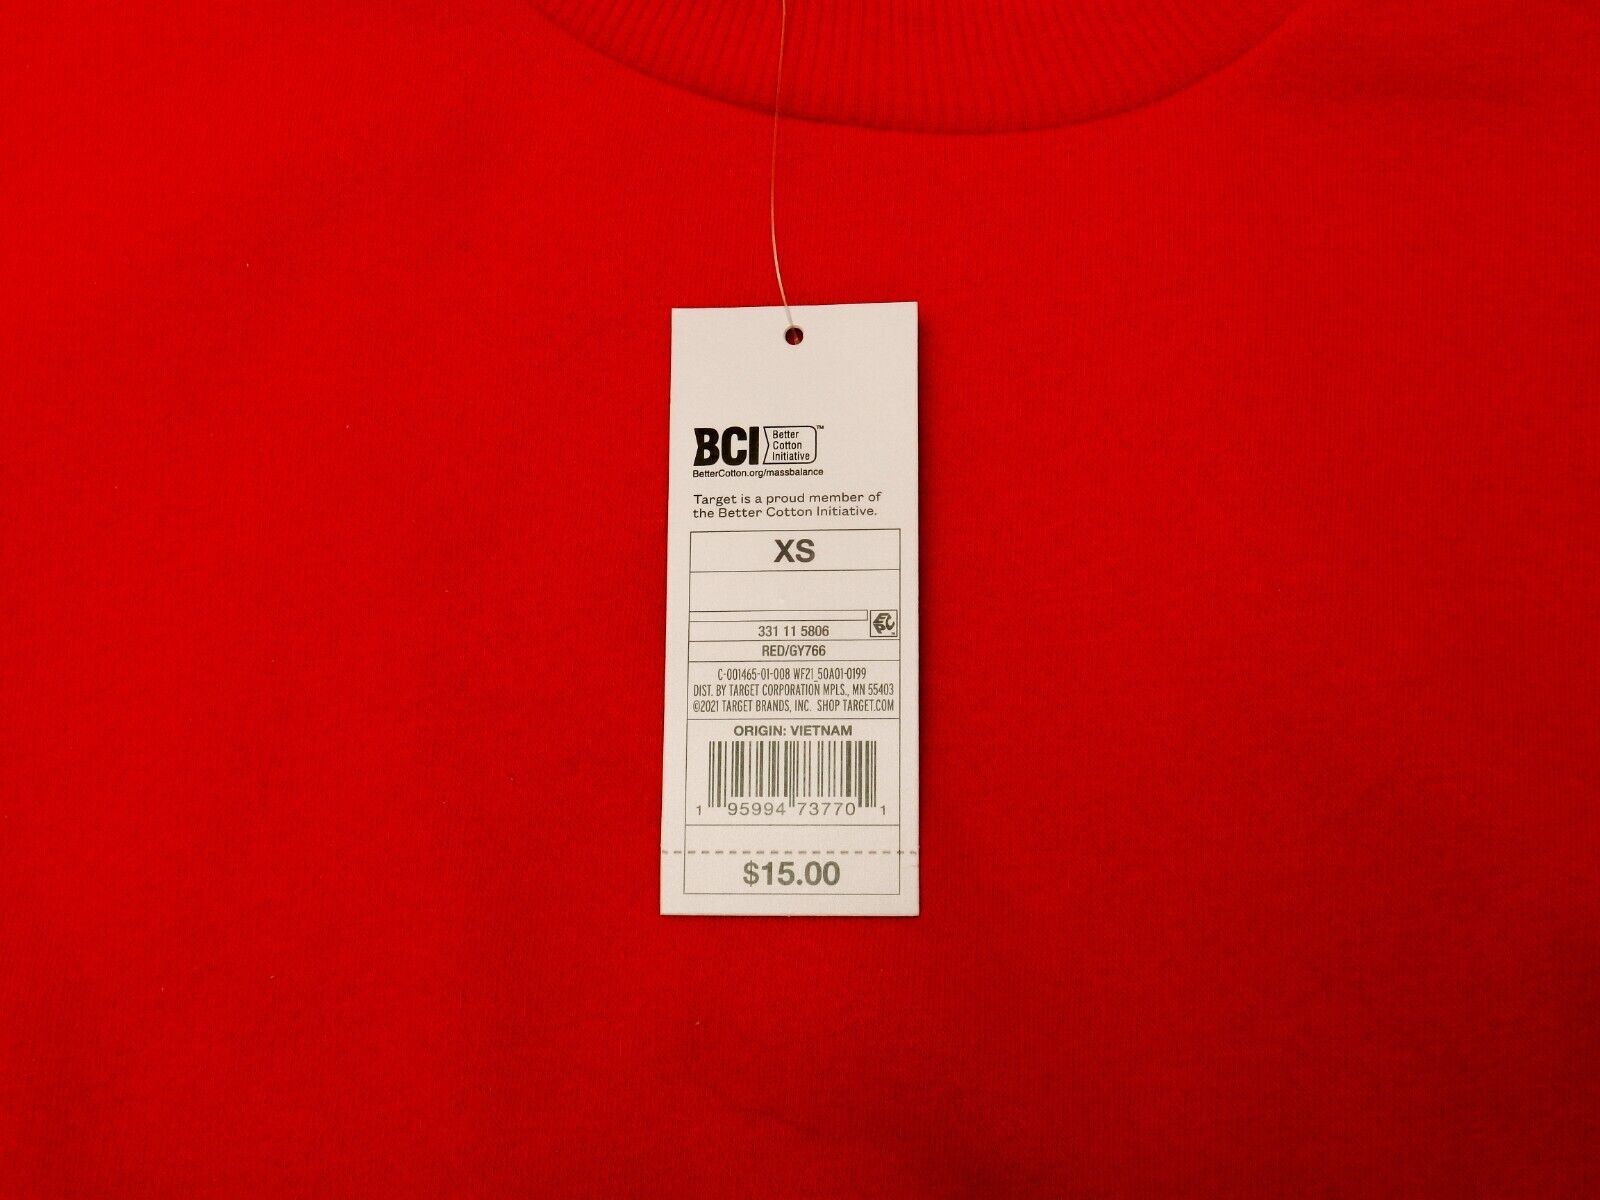 BCI Better
Cotton
Initiative™
BetterCotton.org/massbalance
Target is a proud member of
the Better Cotton Initiative.
XS
331 11 5806
RED/GY766
C-001465-01-008 WF21_50A01-0199
DIST. BY TARGET CORPORATION MPLS., MN 55403
©2021 TARGET BRANDS, INC. SHOP TARGET.COM
ORIGIN: VIETNAM
1 95994 73770 1
$15.00